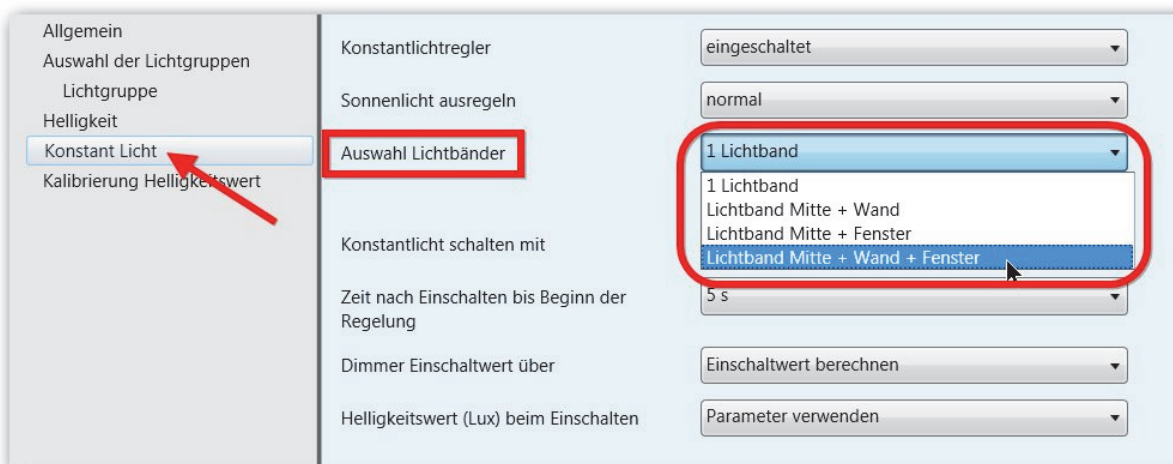 Allgemein
Auswahl der Lichtgruppen
Lichtgruppe
Helligkeit
Konstant Licht
Kalibrierung Helligkeitswert
Konstantlichtregler
eingeschaltet
Sonnenlicht ausregeln
normal
Auswahl Lichtbänder
1 Lichtband
1 Lichtband
Lichtband Mitte + Wand
Lichtband Mitte + Fenster
Lichtband Mitte + Wand + Fenster
Konstantlicht schalten mit
Zeit nach Einschalten bis Beginn der
Regelung
5 s
Dimmer Einschaltwert über
Einschaltwert berechnen
Helligkeitswert (Lux) beim Einschalten
Parameter verwenden